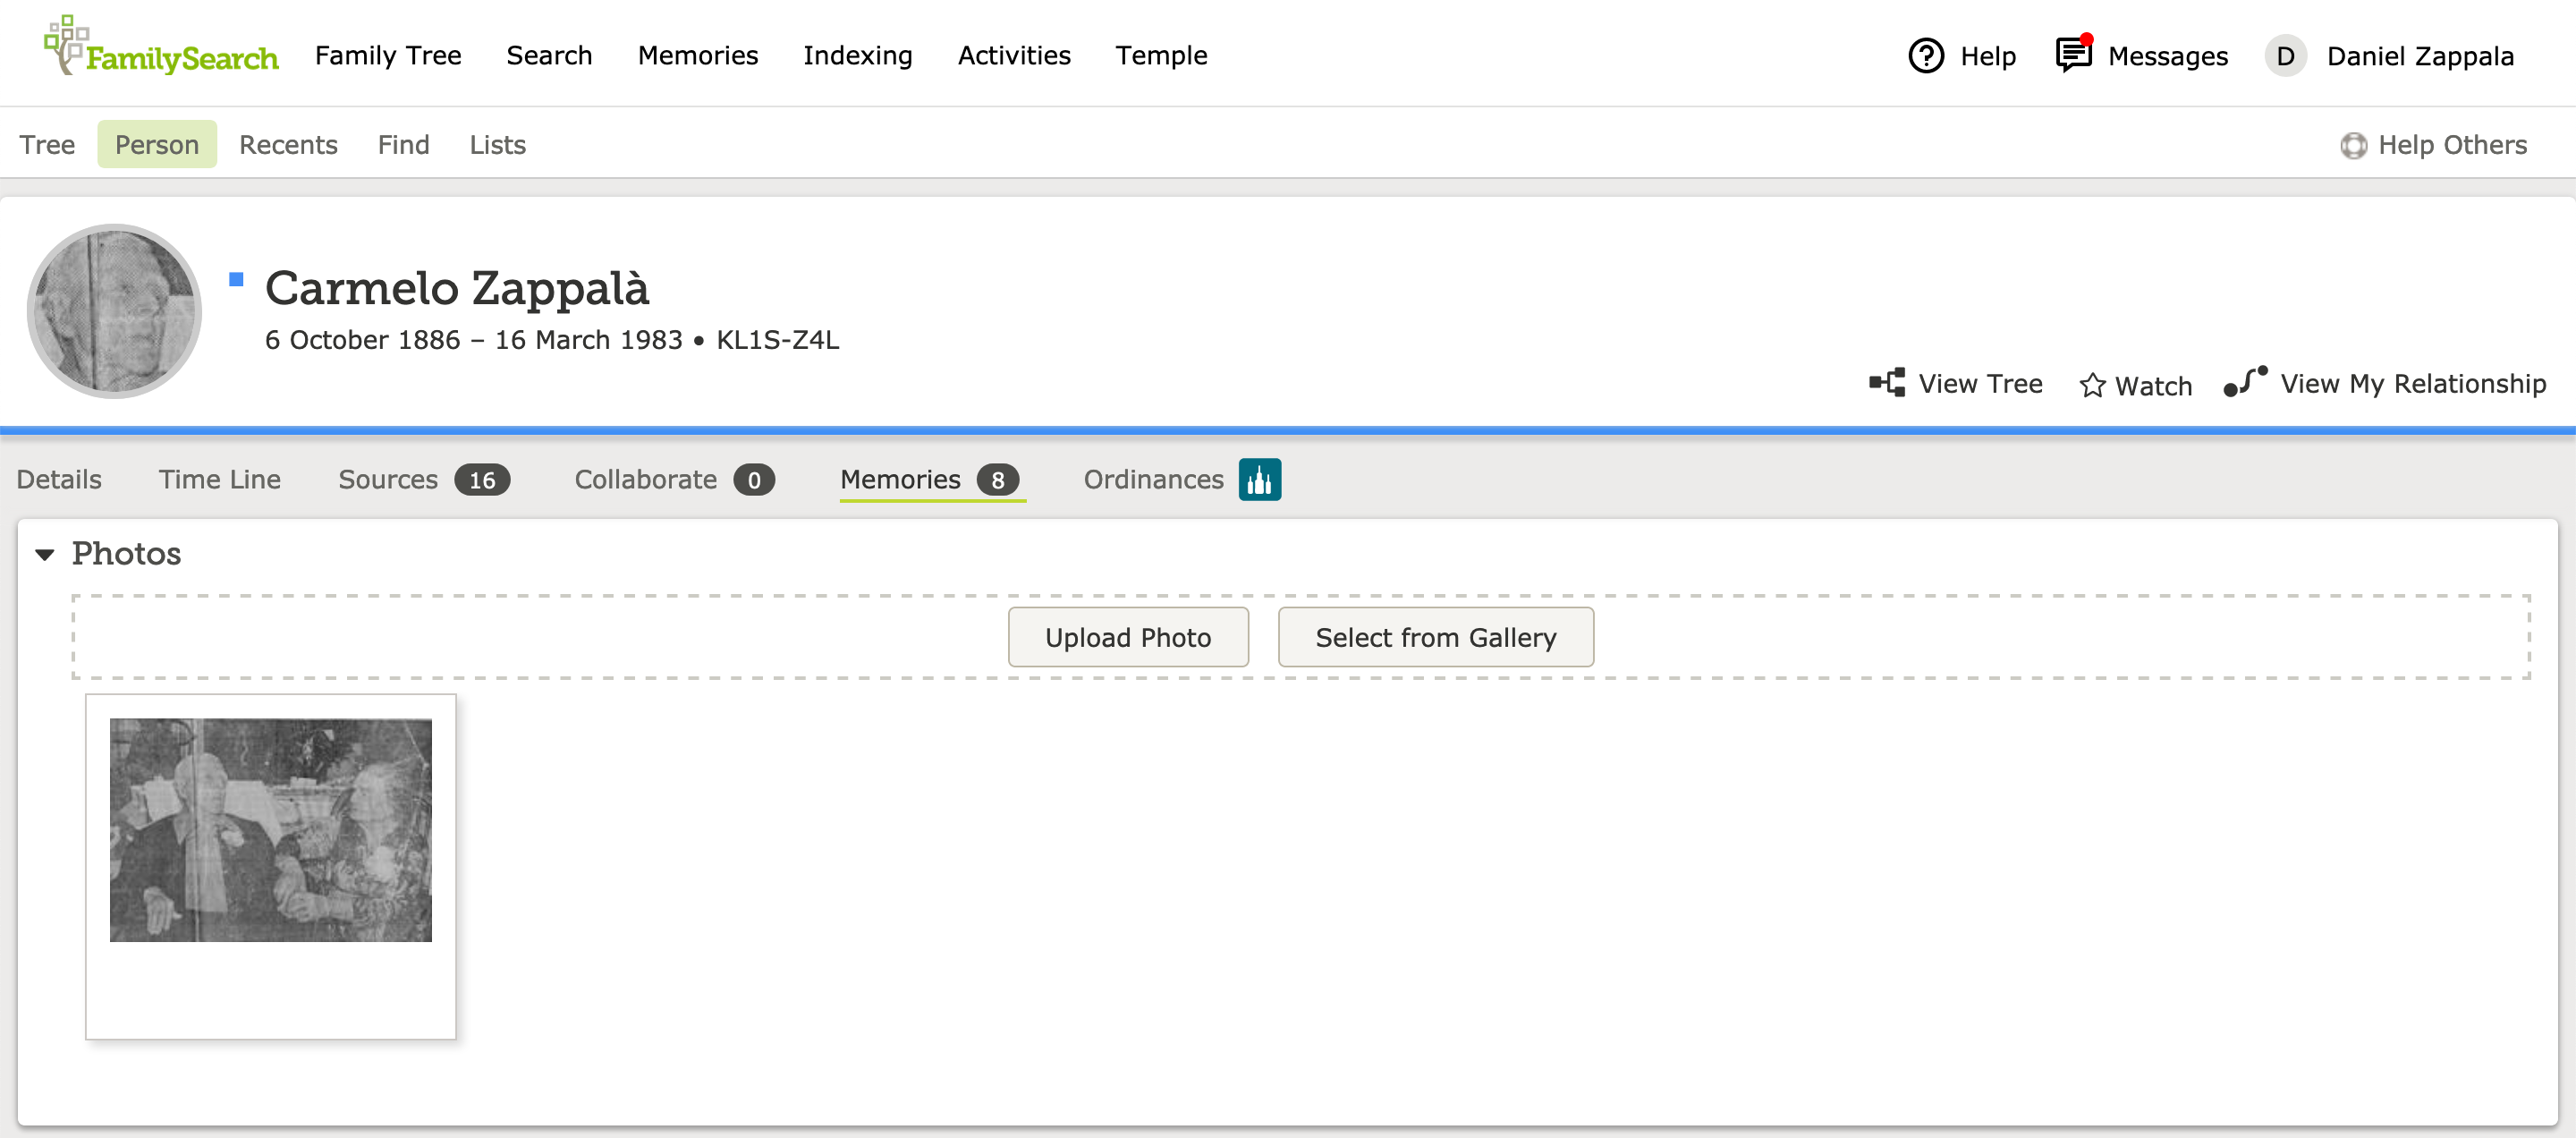 FamilySearch Family Tree Search Memories Indexing Activities Temple Help Messages D Daniel Zappala
Tree Person Recents Find Lists Help Others
Carmelo Zappalà
6 October 1886 – 16 March 1983 • KL1S-Z4L
View Tree Watch View My Relationship
Details Time Line Sources 16 Collaborate 0 Memories 8 Ordinances
Photos
Upload Photo Select from Gallery